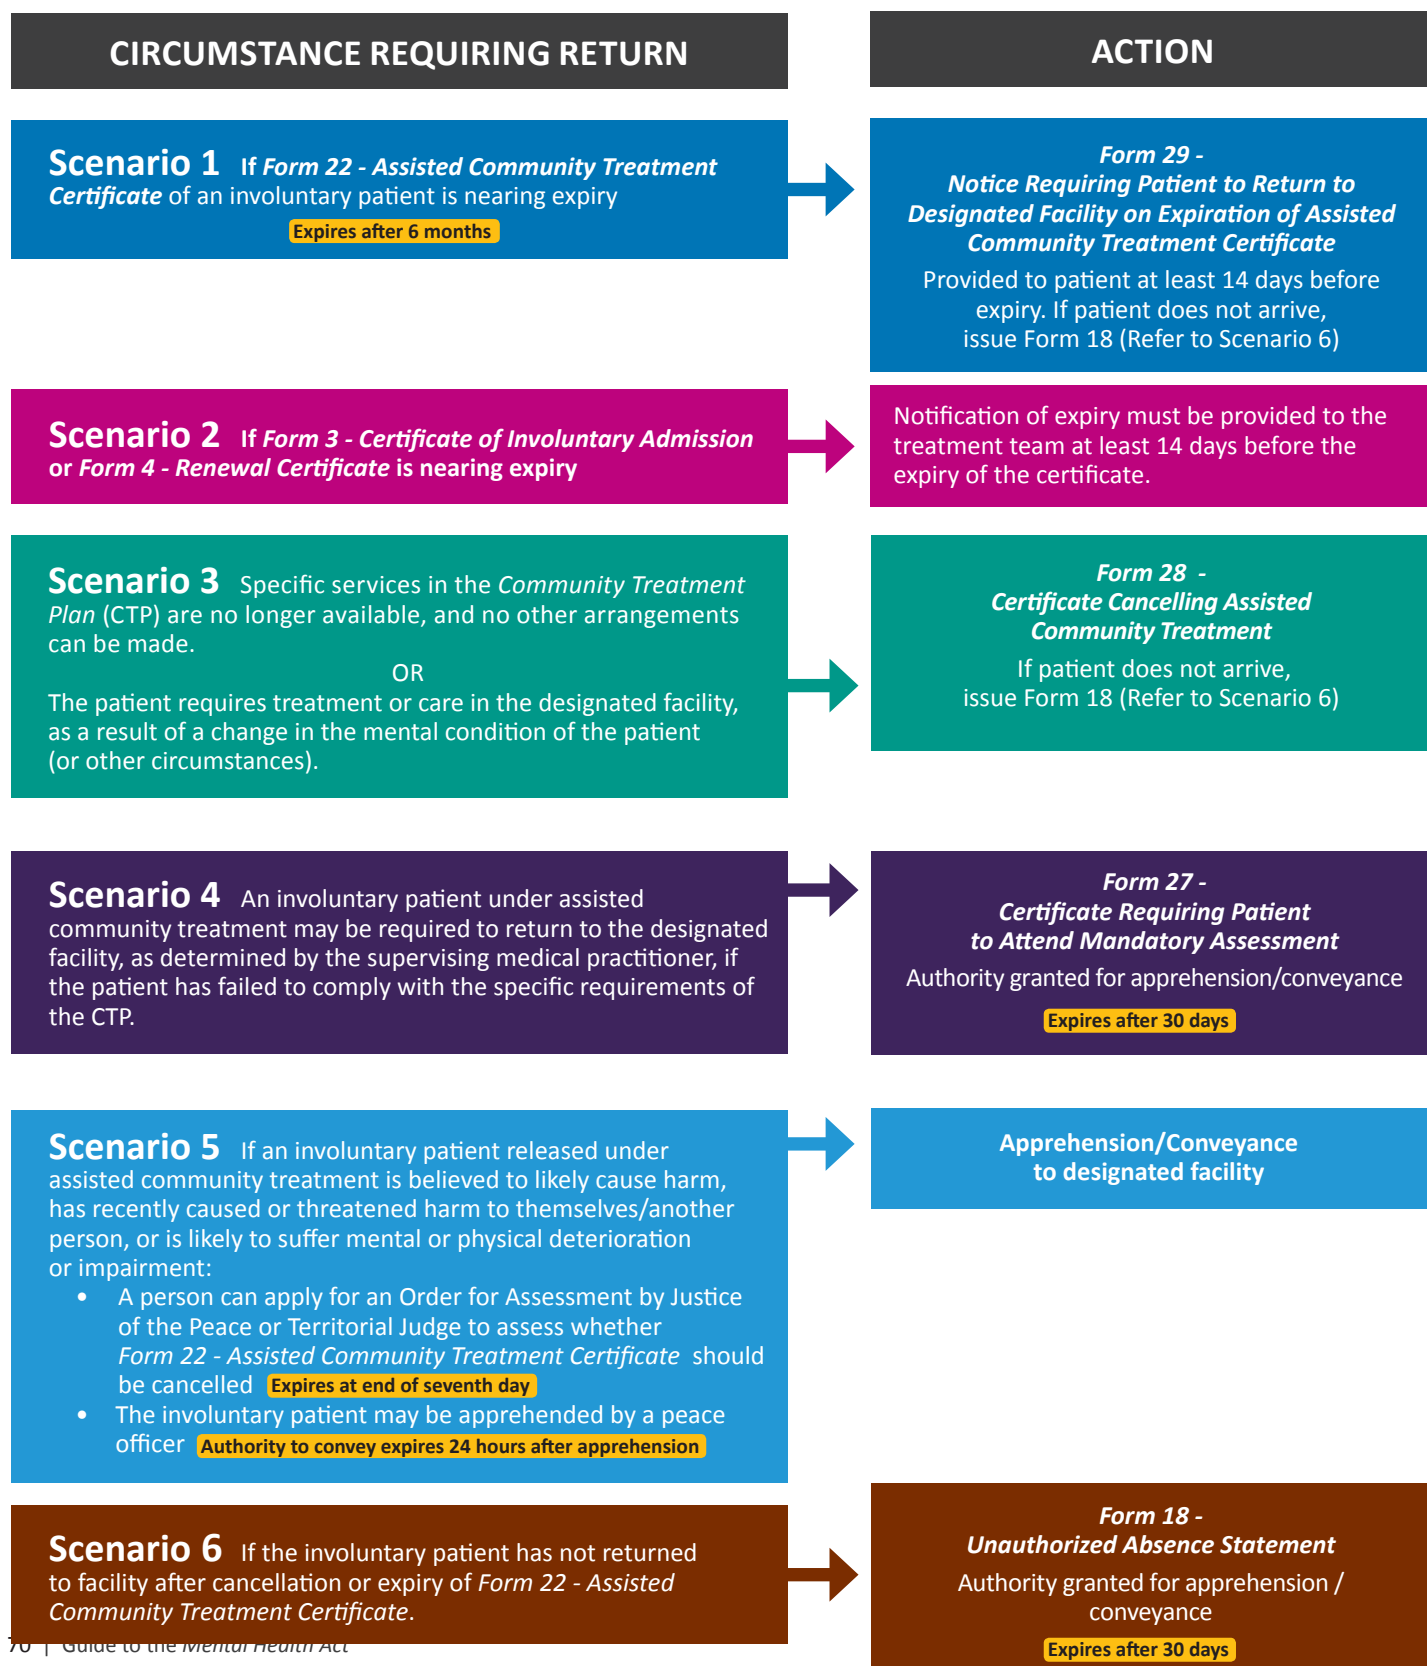 CIRCUMSTANCE REQUIRING RETURN
ACTION
Scenario 1 If Form 22 - Assisted Community Treatment
Certificate of an involuntary patient is nearing expiry
Expires after 6 months
Form 29 -
Notice Requiring Patient to Return to
Designated Facility on Expiration of Assisted
Community Treatment Certificate
Provided to patient at least 14 days before
expiry. If patient does not arrive,
issue Form 18 (Refer to Scenario 6)
Scenario 2 If Form 3 - Certificate of Involuntary Admission
or Form 4 - Renewal Certificate is nearing expiry
Notification of expiry must be provided to the
treatment team at least 14 days before the
expiry of the certificate.
Scenario 3 Specific services in the Community Treatment
Plan (CTP) are no longer available, and no other arrangements
can be made.
OR
The patient requires treatment or care in the designated facility,
as a result of a change in the mental condition of the patient
(or other circumstances).
Form 28 -
Certificate Cancelling Assisted
Community Treatment
If patient does not arrive,
issue Form 18 (Refer to Scenario 6)
Scenario 4 An involuntary patient under assisted
community treatment may be required to return to the designated
facility, as determined by the supervising medical practitioner, if
the patient has failed to comply with the specific requirements of
the CTP.
Form 27 -
Certificate Requiring Patient
to Attend Mandatory Assessment
Authority granted for apprehension/conveyance
Expires after 30 days
Scenario 5 If an involuntary patient released under
assisted community treatment is believed to likely cause harm,
has recently caused or threatened harm to themselves/another
person, or is likely to suffer mental or physical deterioration
or impairment:
• A person can apply for an Order for Assessment by Justice
of the Peace or Territorial Judge to assess whether
Form 22 - Assisted Community Treatment Certificate should
be cancelled Expires at end of seventh day
• The involuntary patient may be apprehended by a peace
officer Authority to convey expires 24 hours after apprehension
Apprehension/Conveyance
to designated facility
Scenario 6 If the involuntary patient has not returned
to facility after cancellation or expiry of Form 22 - Assisted
Community Treatment Certificate.
Form 18 -
Unauthorized Absence Statement
Authority granted for apprehension /
conveyance
Expires after 30 days
70 | Guide to the Mental Health Act